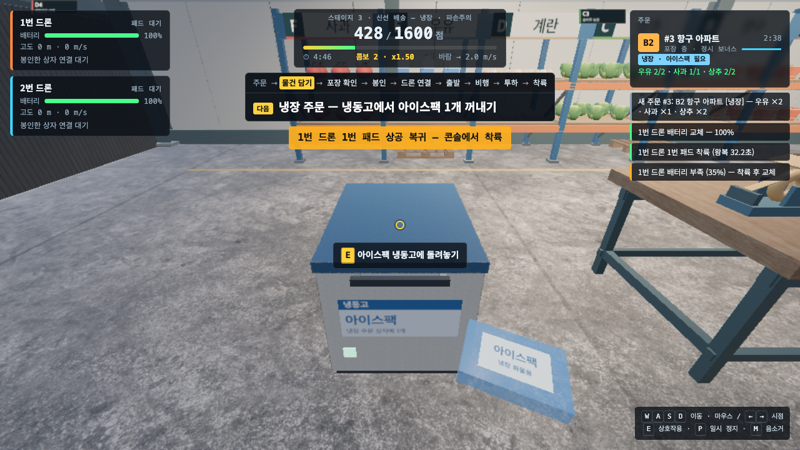 1번 드론 패드 대기
배터리 100%
고도 0 m · 0 m/s
봉인한 상자 연결 대기
2번 드론 패드 대기
배터리 100%
고도 0 m · 0 m/s
봉인한 상자 연결 대기
스테이지 3 · 신선 배송 — 냉장 · 파손주의
428 / 1600 점
4:46 콤보 2 · x1.50 바람 → 2.0 m/s
주문 → 물건 담기 → 포장 확인 → 봉인 → 드론 연결 → 출발 → 비행 → 투하 → 착륙
다음 냉장 주문 — 냉동고에서 아이스팩 1개 꺼내기
1번 드론 1번 패드 상공 복귀 — 콘솔에서 착륙
주문
B2 #3 항구 아파트 2:38
포장 중 · 정시 보너스
냉장 · 아이스팩 필요
우유 2/2 · 사과 1/1 · 상추 2/2
새 주문 #3: B2 항구 아파트 [냉장] — 우유 ×2
· 사과 ×1 · 상추 ×2
1번 드론 배터리 교체 — 100%
1번 드론 1번 패드 착륙 (왕복 32.2초)
1번 드론 배터리 부족 (35%) — 착륙 후 교체
계란
E 아이스팩 냉동고에 돌려놓기
냉동고
아이스팩
아이스팩
냉장 화물용
W A S D 이동 · 마우스 / ← → 시점
E 상호작용 · P 일시 정지 · M 음소거